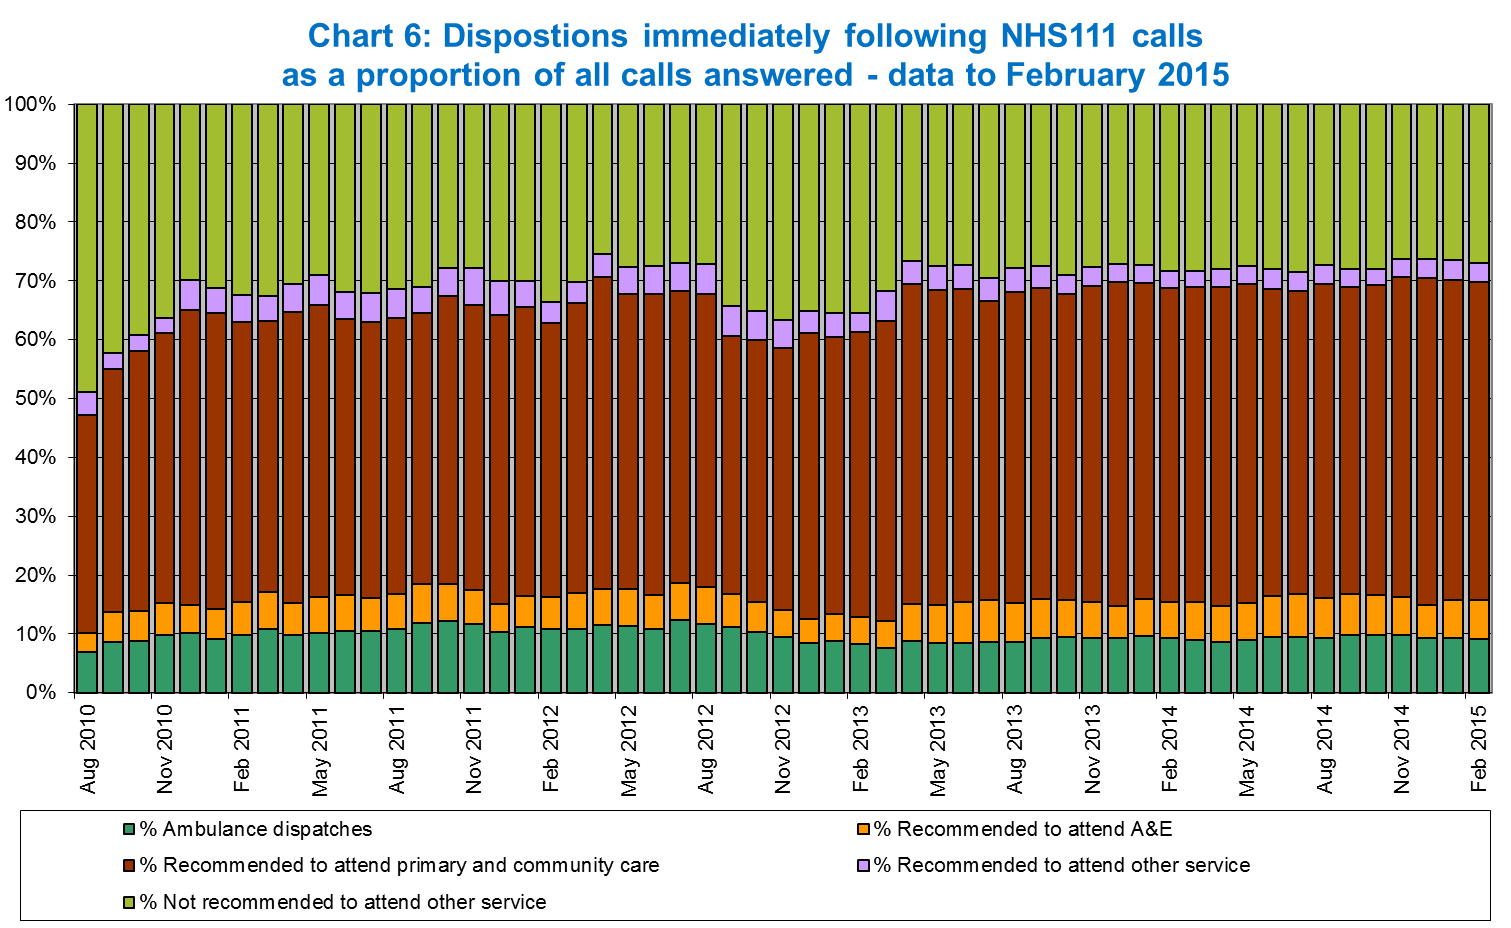 Chart 6: Dispostions immediately following NHS111 calls
as a proportion of all calls answered - data to February 2015
100%
90%
80%
70%
60%
50%
40%
30%
20%
10%
0%
Aug 2010
Nov 2010
Feb 2011
May 2011
Aug 2011
Nov 2011
Feb 2012
May 2012
Aug 2012
Nov 2012
Feb 2013
May 2013
Aug 2013
Nov 2013
Feb 2014
May 2014
Aug 2014
Nov 2014
Feb 2015
% Ambulance dispatches
% Recommended to attend A&E
% Recommended to attend primary and community care
% Recommended to attend other service
% Not recommended to attend other service